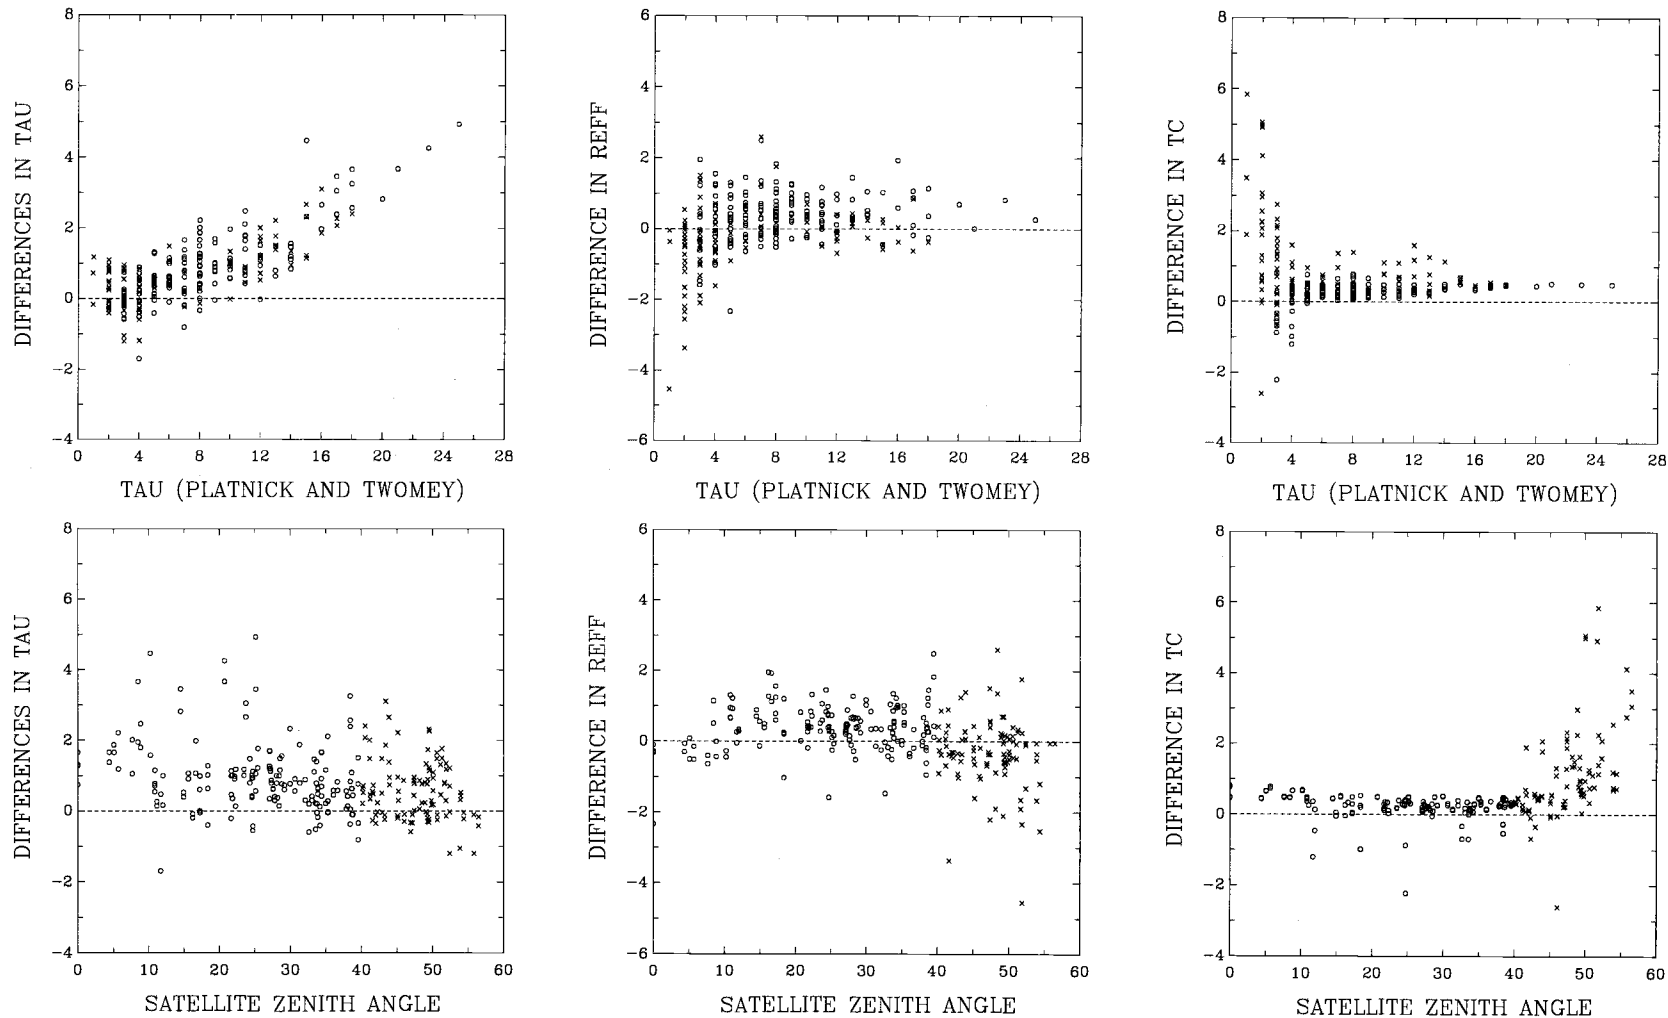 8
6
4
2
0
−2
−4
DIFFERENCES IN TAU
0 4 8 12 16 20 24 28
TAU (PLATNICK AND TWOMEY)
6
4
2
0
−2
−4
−6
DIFFERENCE IN REFF
0 4 8 12 16 20 24 28
TAU (PLATNICK AND TWOMEY)
8
6
4
2
0
−2
−4
DIFFERENCE IN TC
0 4 8 12 16 20 24 28
TAU (PLATNICK AND TWOMEY)
8
6
4
2
0
−2
−4
DIFFERENCES IN TAU
0 10 20 30 40 50 60
SATELLITE ZENITH ANGLE
6
4
2
0
−2
−4
−6
DIFFERENCE IN REFF
0 10 20 30 40 50 60
SATELLITE ZENITH ANGLE
8
6
4
2
0
−2
−4
DIFFERENCE IN TC
0 10 20 30 40 50 60
SATELLITE ZENITH ANGLE